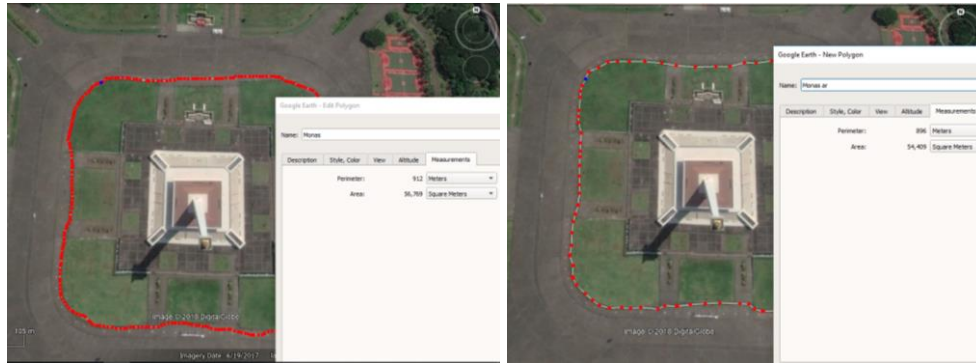 Google Earth - Edit Polygon
Name: Monas
Description Style, Color View Altitude Measurements
Perimeter: 912 Meters
Area: 56,769 Square Meters
Image © 2018 DigitalGlobe
Imagery Date: 6/19/2017
Google Earth - New Polygon
Name: Monas ar
Description Style, Color View Altitude Measurements
Perimeter: 896 Meters
Area: 54,409 Square Meters
Image © 2018 DigitalGlobe